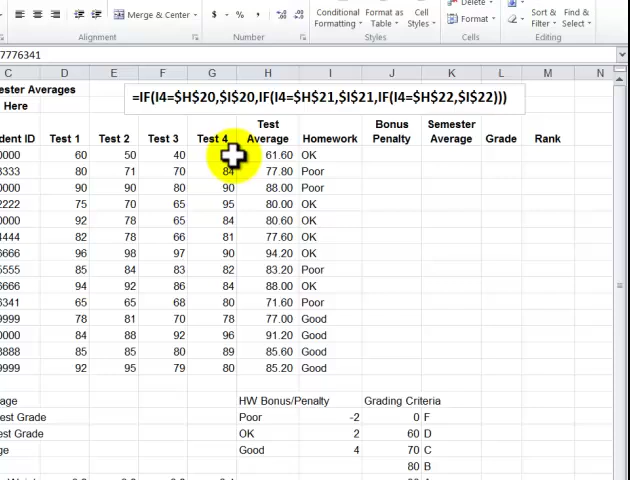 Delete
Merge & Center
$ % ,
Conditional Formatting
Format as Table
Cell Styles
Format
Sort & Filter
Find & Select
Alignment
Number
Styles
Cells
Editing
7776341
C D E F G H I J K L M N
ester Averages
=IF(I4=$H$20,$I$20,IF(I4=$H$21,$I$21,IF(I4=$H$22,$I$22)))
Here
Test Bonus Semester
dent ID Test 1 Test 2 Test 3 Test 4 Average Homework Penalty Average Grade Rank
0000 60 50 40 61.60 OK
3333 80 71 70 84 77.80 Poor
0000 90 90 80 90 88.00 Poor
2222 75 70 65 95 80.00 OK
0000 92 78 65 84 80.60 OK
4444 82 78 66 81 77.60 OK
6666 96 98 97 90 94.20 OK
5555 85 84 83 82 83.20 Poor
6666 94 92 86 84 88.00 OK
6341 65 65 68 80 71.60 Poor
9999 78 81 70 78 77.00 Good
0000 84 88 92 96 91.20 Good
8888 85 85 80 89 85.60 Good
9999 92 95 79 80 85.20 Good
age HW Bonus/Penalty Grading Criteria
est Grade Poor -2 0 F
est Grade OK 2 60 D
ge Good 4 70 C
80 B